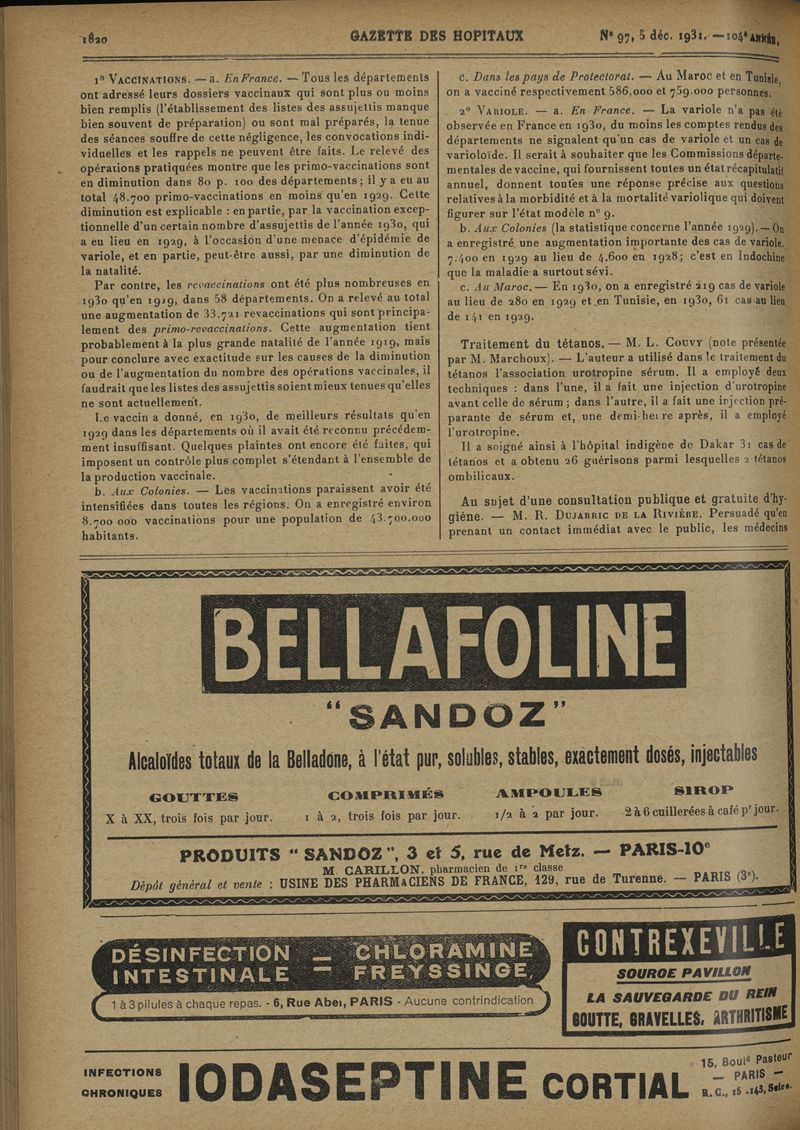 1820
GAZETTE DES HOPITAUX
N° 97, 5 déc. 1931. — 104e ANNÉE.
1° VACCINATIONS. — a. En France. — Tous les départements
ont adressé leurs dossiers vaccinaux qui sont plus ou moins
bien remplis (l'établissement des listes des assujettis manque
bien souvent de préparation) ou sont mal préparés, la tenue
des séances souffre de cette négligence, les convocations indi-
viduelles et les rappels ne peuvent être faits. Le relevé des
opérations pratiquées montre que les primo-vaccinations sont
en diminution dans 80 p. 100 des départements ; il y a eu au
total 48.700 primo-vaccinations en moins qu'en 1929. Cette
diminution est explicable : en partie, par la vaccination excep-
tionnelle d'un certain nombre d'assujettis de l'année 1930, qui
a eu lieu en 1929, à l'occasion d'une menace d'épidémie de
variole, et en partie, peut-être aussi, par une diminution de
la natalité.
Par contre, les revaccinations ont été plus nombreuses en
1930 qu'en 1929, dans 58 départements. On a relevé au total
une augmentation de 33.721 revaccinations qui sont principa-
lement des primo-revaccinations. Cette augmentation tient
probablement à la plus grande natalité de l'année 1919, mais
pour conclure avec exactitude sur les causes de la diminution
ou de l'augmentation du nombre des opérations vaccinales, il
faudrait que les listes des assujettis soient mieux tenues qu'elles
ne sont actuellement.
Le vaccin a donné, en 1930, de meilleurs résultats qu'en
1929 dans les départements où il avait été reconnu précédem-
ment insuffisant. Quelques plaintes ont encore été faites, qui
imposent un contrôle plus complet s'étendant à l'ensemble de
la production vaccinale.
b. Aux Colonies. — Les vaccinations paraissent avoir été
intensifiées dans toutes les régions. On a enregistré environ
8.700 000 vaccinations pour une population de 43.700.000
habitants.
c. Dans les pays de Protectorat. — Au Maroc et en Tunisie,
on a vacciné respectivement 586,000 et 759.000 personnes.
2° VARIOLE. — a. En France. — La variole n'a pas été
observée en France en 1930, du moins les comptes rendus des
départements ne signalent qu'un cas de variole et un cas de
varioloïde. Il serait à souhaiter que les Commissions départe-
mentales de vaccine, qui fournissent toutes un état récapitulatif
annuel, donnent toutes une réponse précise aux questions
relatives à la morbidité et à la mortalité variolique qui doivent
figurer sur l'état modèle n° 9.
b. Aux Colonies (la statistique concerne l'année 1929). — On
a enregistré une augmentation importante des cas de variole.
7.400 en 1929 au lieu de 4.600 en 1928; c'est en Indochine
que la maladie a surtout sévi.
c. Au Maroc. — En 1930, on a enregistré 219 cas de variole
au lieu de 280 en 1929 et en Tunisie, en 1930, 61 cas au lieu
de 141 en 1929.
Traitement du tétanos. — M. L. COUVY (note présentée
par M. Marchoux). — L'auteur a utilisé dans le traitement du
tétanos l'association urotropine sérum. Il a employé deux
techniques : dans l'une, il a fait une injection d'urotropine
avant celle de sérum ; dans l'autre, il a fait une injection pré-
parante de sérum et, une demi-heure après, il a employé
l'urotropine.
Il a soigné ainsi à l'hôpital indigène de Dakar 31 cas de
tétanos et a obtenu 26 guérisons parmi lesquelles 2 tétanos
ombilicaux.
Au sujet d'une consultation publique et gratuite d'hy-
giène. — M. R. DUJARRIC DE LA RIVIÈRE. Persuadé qu'en
prenant un contact immédiat avec le public, les médecins
BELLAFOLINE
"SANDOZ"
Alcaloïdes totaux de la Belladone, à l'état pur, solubles, stables, exactement dosés, injectables
GOUTTES
X à XX, trois fois par jour.
COMPRIMÉS
1 à 2, trois fois par jour.
AMPOULES
1/2 à 2 par jour.
SIROP
2 à 6 cuillerées à café pr jour.
PRODUITS "SANDOZ", 3 et 5, rue de Metz. — PARIS-10e
M. CARILLON, pharmacien de 1re classe
Dépôt général et vente : USINE DES PHARMACIENS DE FRANCE, 129, rue de Turenne. — PARIS (3e).
DÉSINFECTION — CHLORAMINE
INTESTINALE — FREYSSINGE,
1 à 3 pilules à chaque repas. - 6, Rue Abel, PARIS - Aucune contrindication
CONTREXEVILLE
SOURCE PAVILLON
LA SAUVEGARDE DU REIN
GOUTTE, GRAVELLES, ARTHRITISME
INFECTIONS
CHRONIQUES
IODASEPTINE CORTIAL
15, Boulᵈ Pasteur
— PARIS —
R. C., 15.143, Seine.